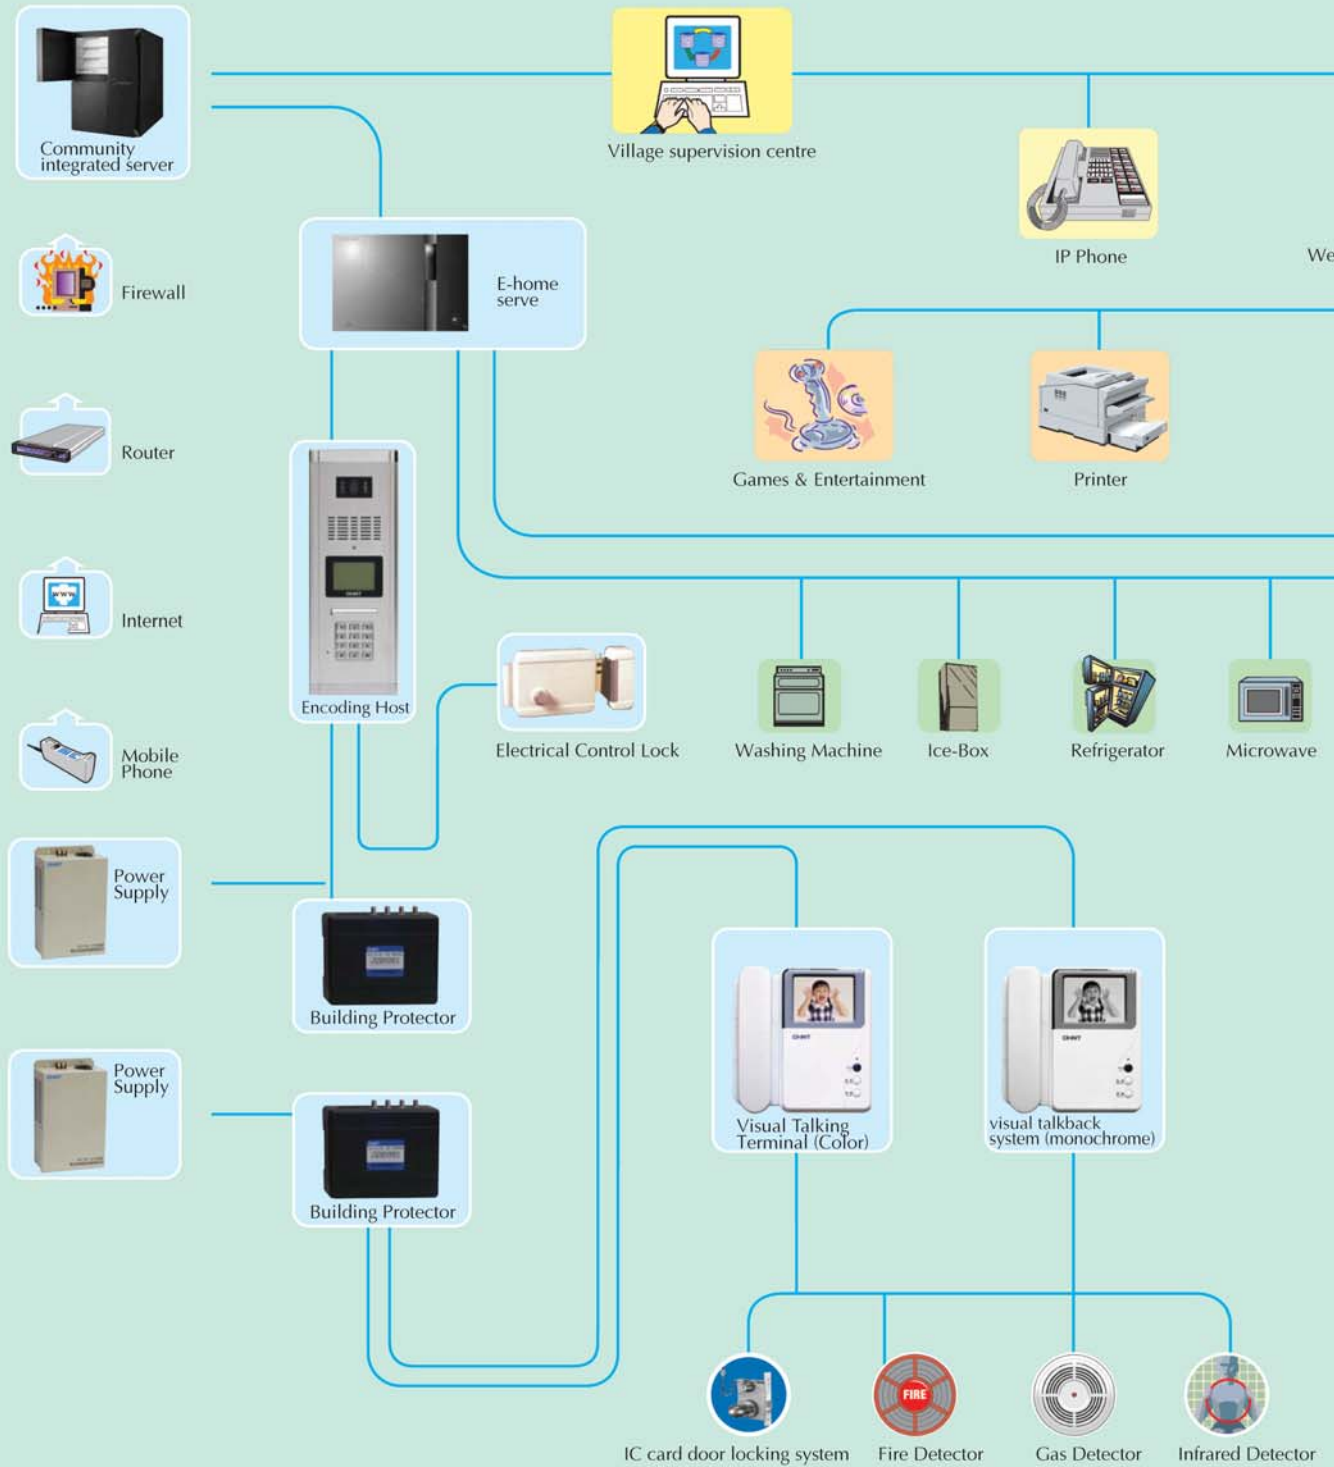 Community
integrated server
Village supervision centre
IP Phone
We
Firewall
E-home
serve
Router
Games & Entertainment
Printer
Internet
Encoding Host
Electrical Control Lock
Washing Machine
Ice-Box
Refrigerator
Microwave
Mobile
Phone
Power
Supply
Building Protector
Power
Supply
Building Protector
CHNT
Visual Talking
Terminal (Color)
CHNT
visual talkback
system (monochrome)
FIRE
IC card door locking system
Fire Detector
Gas Detector
Infrared Detector
WWW